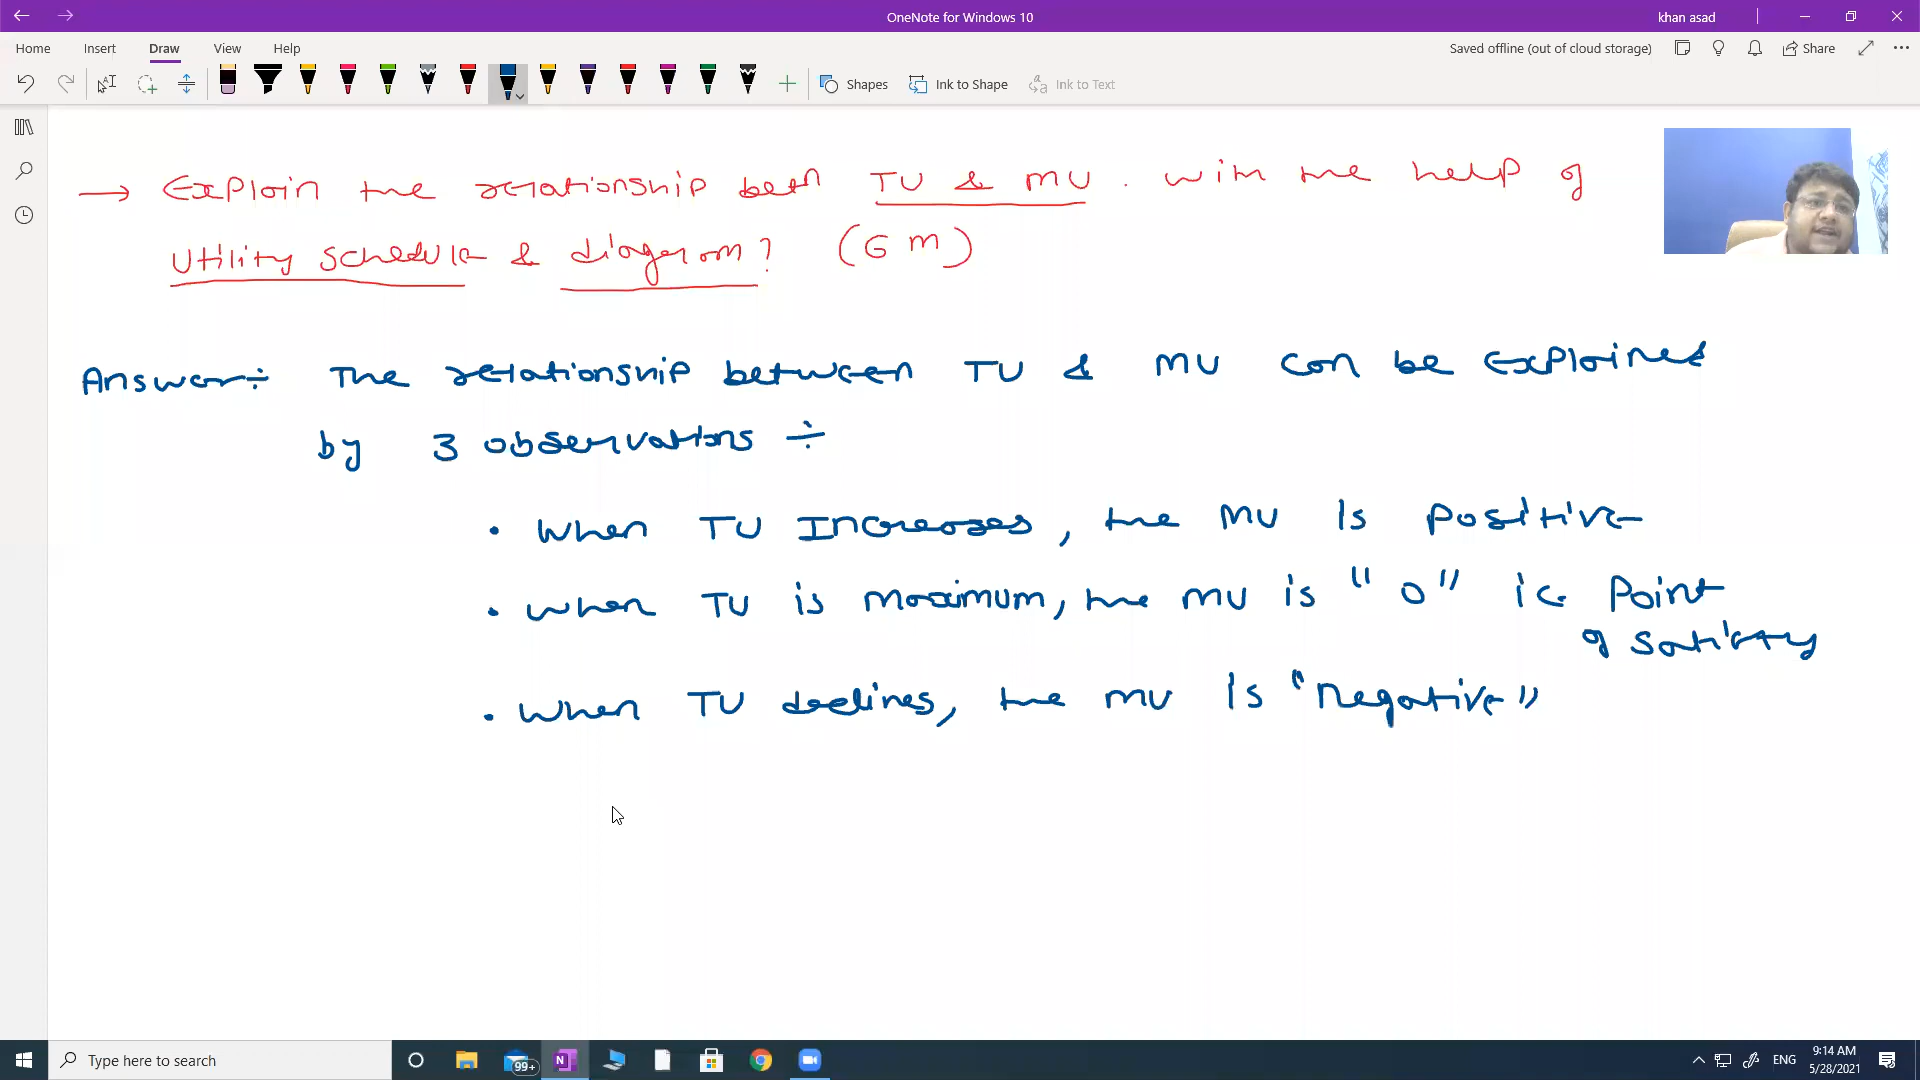 OneNote for Windows 10
khan asad
Home Insert Draw View Help
Saved offline (out of cloud storage)
Share
Shapes Ink to Shape Ink to Text
→ Explain the relationship betn TU & MU. with the help of
utility schedule & diagram? (6 m)
Answer:- The relationship between TU & MU can be explained
by 3 observations :-
• when TU Increases, the MU is positive
• when TU is maximum, the MU is "0" ie. Point
of Satiety
• when TU declines, the MU is "Negative"
Type here to search
99+
ENG
9:14 AM
5/28/2021